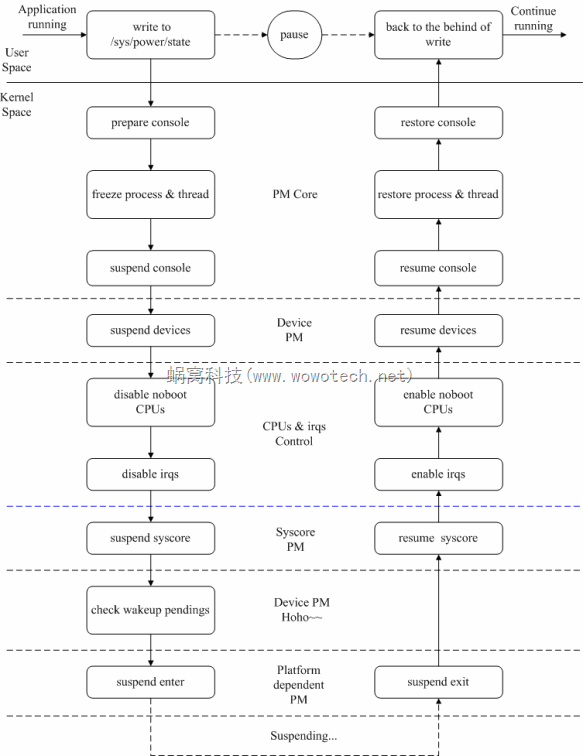 Application
running
write to
/sys/power/state
pause
back to the behind of
write
Continue
running
User
Space
Kernel
Space
prepare console
restore console
freeze process & thread
PM Core
restore process & thread
suspend console
resume console
suspend devices
Device
PM
resume devices
蜗窝科技(www.wowotech.net)
disable noboot
CPUs
enable noboot
CPUs
CPUs & irqs
Control
disable irqs
enable irqs
suspend syscore
Syscore
PM
resume syscore
check wakeup pendings
Device PM
Hoho~~
suspend enter
Platform
dependent
PM
suspend exit
Suspending...